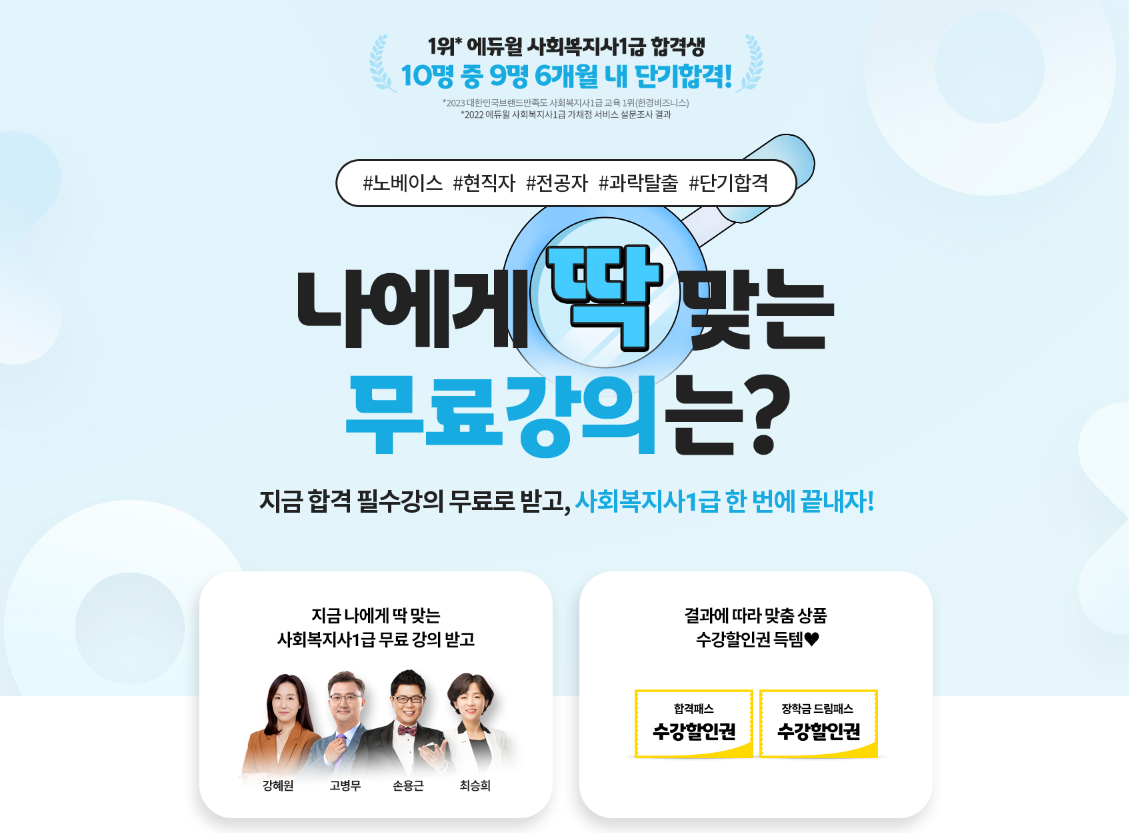 1위* 에듀윌 사회복지사1급 합격생
10명 중 9명 6개월 내 단기합격!
*2023 대한민국브랜드만족도 사회복지사1급 교육 1위(한경비즈니스)
*2022 에듀윌 사회복지사1급 가채점 서비스 설문조사 결과
#노베이스 #현직자 #전공자 #과락탈출 #단기합격
나에게 딱 맞는
무료강의는?
지금 합격 필수강의 무료로 받고, 사회복지사1급 한 번에 끝내자!
지금 나에게 딱 맞는
사회복지사1급 무료 강의 받고
강혜원 고병무 손용근 최승희
결과에 따라 맞춤 상품
수강할인권 득템♥
합격패스
수강할인권
장학금 드림패스
수강할인권